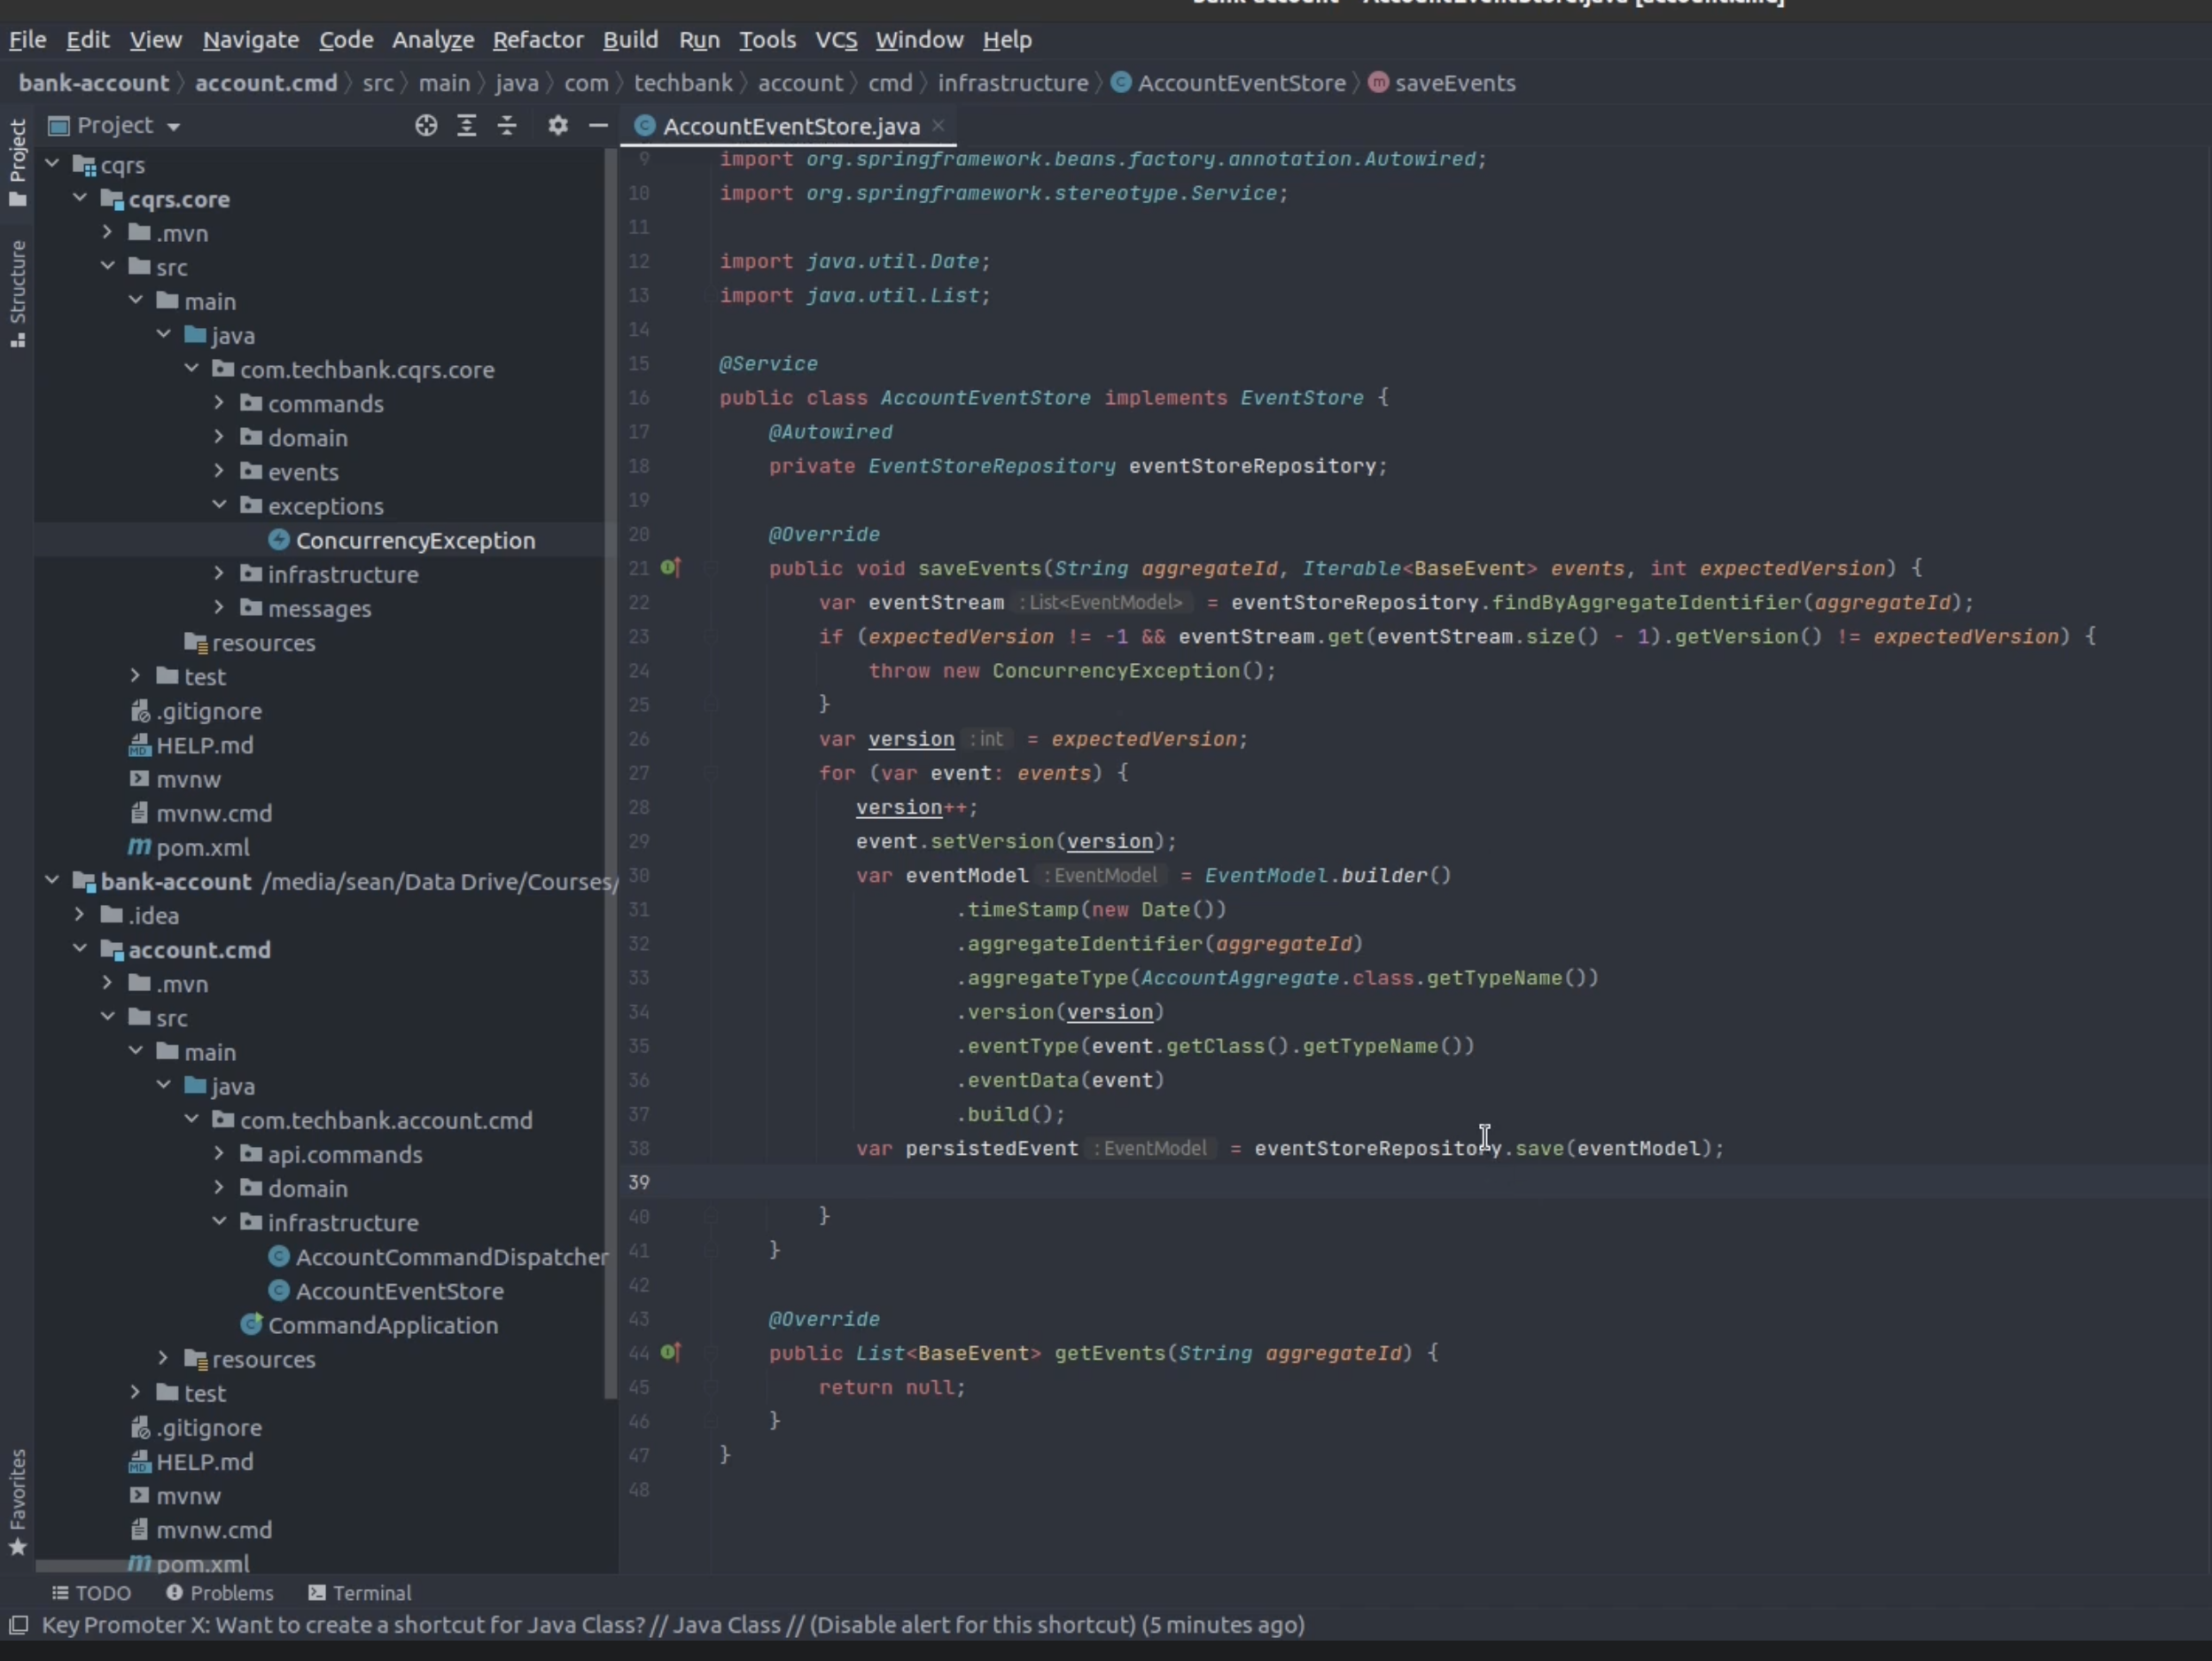 bank-account – AccountEventStore.java [account.cmd]
File Edit View Navigate Code Analyze Refactor Build Run Tools VCS Window Help
bank-account 〉 account.cmd 〉 src 〉 main 〉 java 〉 com 〉 techbank 〉 account 〉 cmd 〉 infrastructure 〉 AccountEventStore 〉 saveEvents
Project
Structure
Favorites
Project
cqrs
cqrs.core
.mvn
src
main
java
com.techbank.cqrs.core
commands
domain
events
exceptions
ConcurrencyException
infrastructure
messages
resources
test
.gitignore
HELP.md
mvnw
mvnw.cmd
pom.xml
bank-account /media/sean/Data Drive/Courses/
.idea
account.cmd
.mvn
src
main
java
com.techbank.account.cmd
api.commands
domain
infrastructure
AccountCommandDispatcher
AccountEventStore
CommandApplication
resources
test
.gitignore
HELP.md
mvnw
mvnw.cmd
pom.xml
AccountEventStore.java
9 import org.springframework.beans.factory.annotation.Autowired;
10 import org.springframework.stereotype.Service;
11
12 import java.util.Date;
13 import java.util.List;
14
15 @Service
16 public class AccountEventStore implements EventStore {
17 @Autowired
18 private EventStoreRepository eventStoreRepository;
19
20 @Override
21 public void saveEvents(String aggregateId, Iterable<BaseEvent> events, int expectedVersion) {
22 var eventStream :List<EventModel> = eventStoreRepository.findByAggregateIdentifier(aggregateId);
23 if (expectedVersion != -1 && eventStream.get(eventStream.size() - 1).getVersion() != expectedVersion) {
24 throw new ConcurrencyException();
25 }
26 var version :int = expectedVersion;
27 for (var event: events) {
28 version++;
29 event.setVersion(version);
30 var eventModel :EventModel = EventModel.builder()
31 .timeStamp(new Date())
32 .aggregateIdentifier(aggregateId)
33 .aggregateType(AccountAggregate.class.getTypeName())
34 .version(version)
35 .eventType(event.getClass().getTypeName())
36 .eventData(event)
37 .build();
38 var persistedEvent :EventModel = eventStoreRepository.save(eventModel);
39
40 }
41 }
42
43 @Override
44 public List<BaseEvent> getEvents(String aggregateId) {
45 return null;
46 }
47 }
48
TODO Problems Terminal
Key Promoter X: Want to create a shortcut for Java Class? // Java Class // (Disable alert for this shortcut) (5 minutes ago)